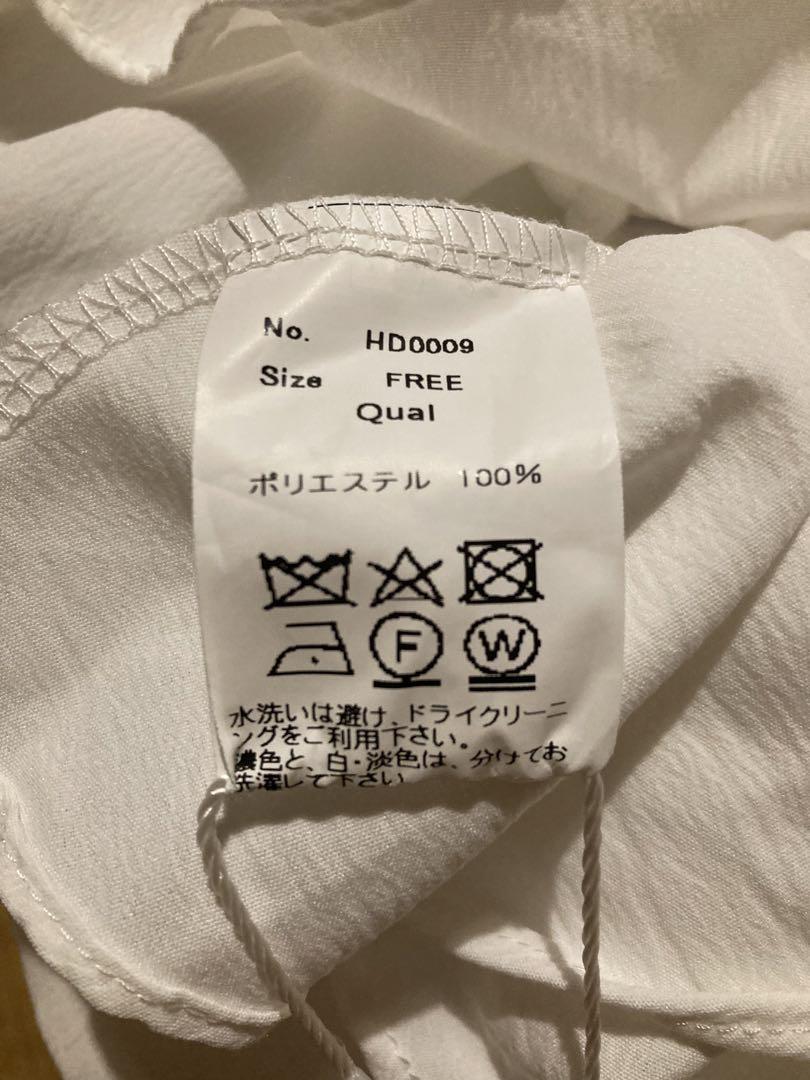 No. HD0009
Size FREE
Qual
ポリエステル 100%
F W
水洗いは避け、ドライクリーニ
ングをご利用下さい。
濃色と、白・淡色は、分けてお
洗濯して下さい